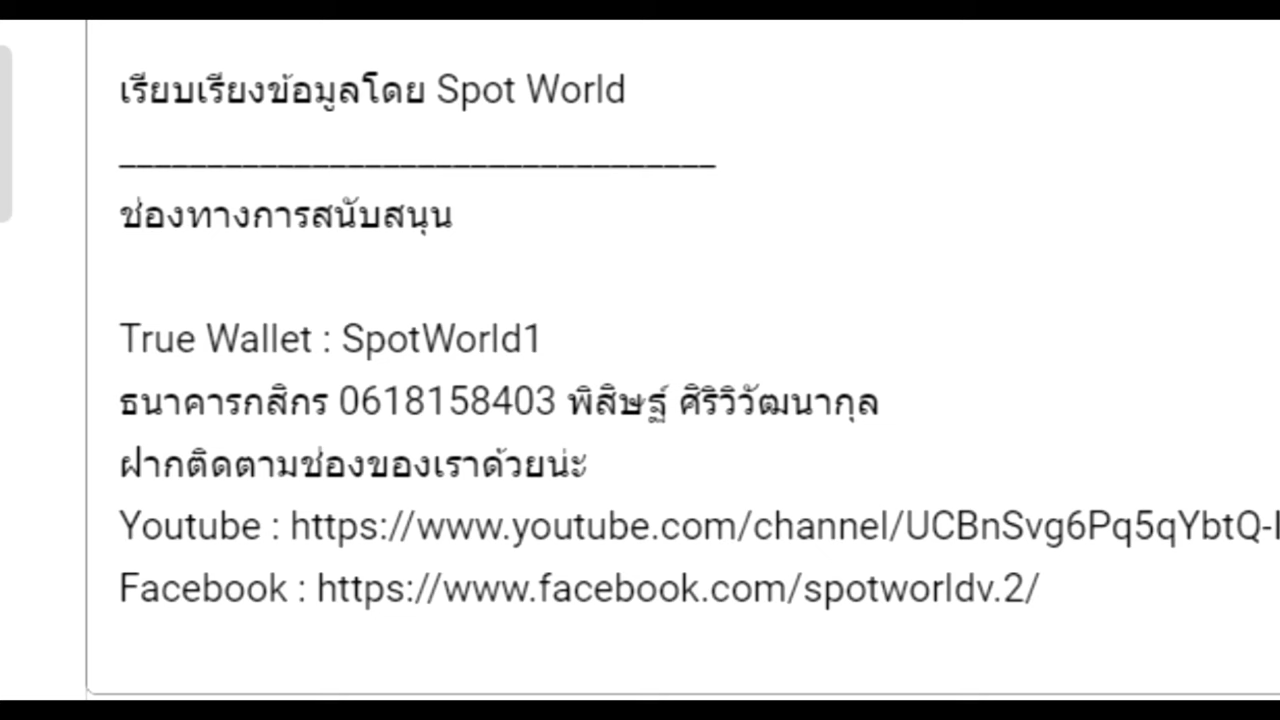 เรียบเรียงข้อมูลโดย Spot World
__________________________________
ช่องทางการสนับสนุน
True Wallet : SpotWorld1
ธนาคารกสิกร 0618158403 พิสิษฐ์ ศิริวิวัฒนากุล
ฝากติดตามช่องของเราด้วยน่ะ
Youtube : https://www.youtube.com/channel/UCBnSvg6Pq5qYbtQ-
Facebook : https://www.facebook.com/spotworldv.2/